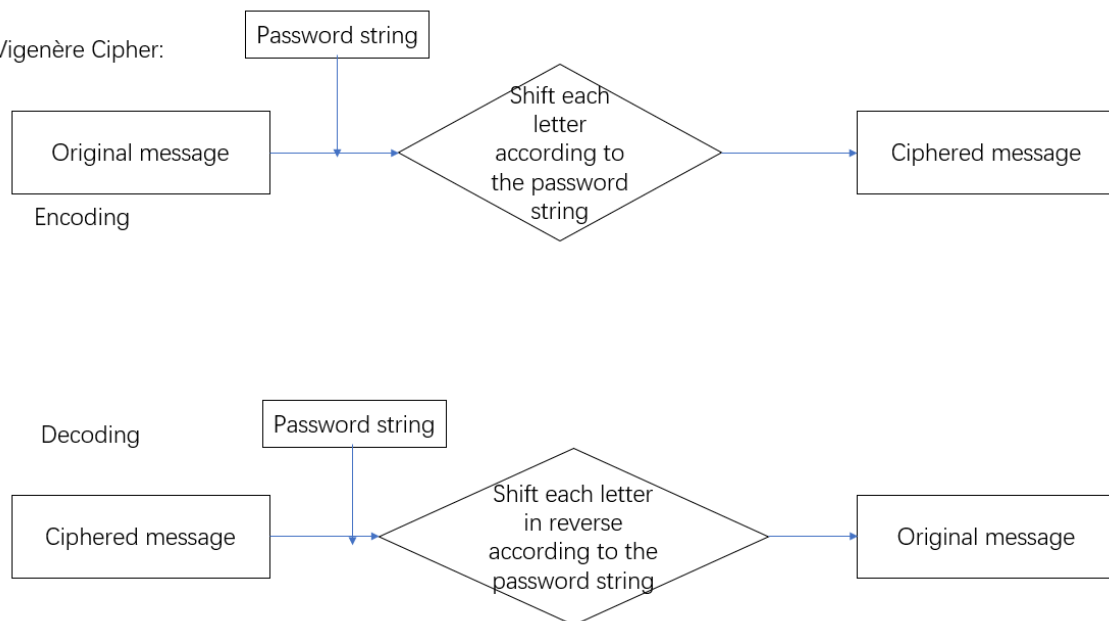 Vigenère Cipher:
Password string
Original message
Shift each
letter
according to
the password
string
Ciphered message
Encoding
Decoding
Password string
Ciphered message
Shift each letter
in reverse
according to the
password string
Original message